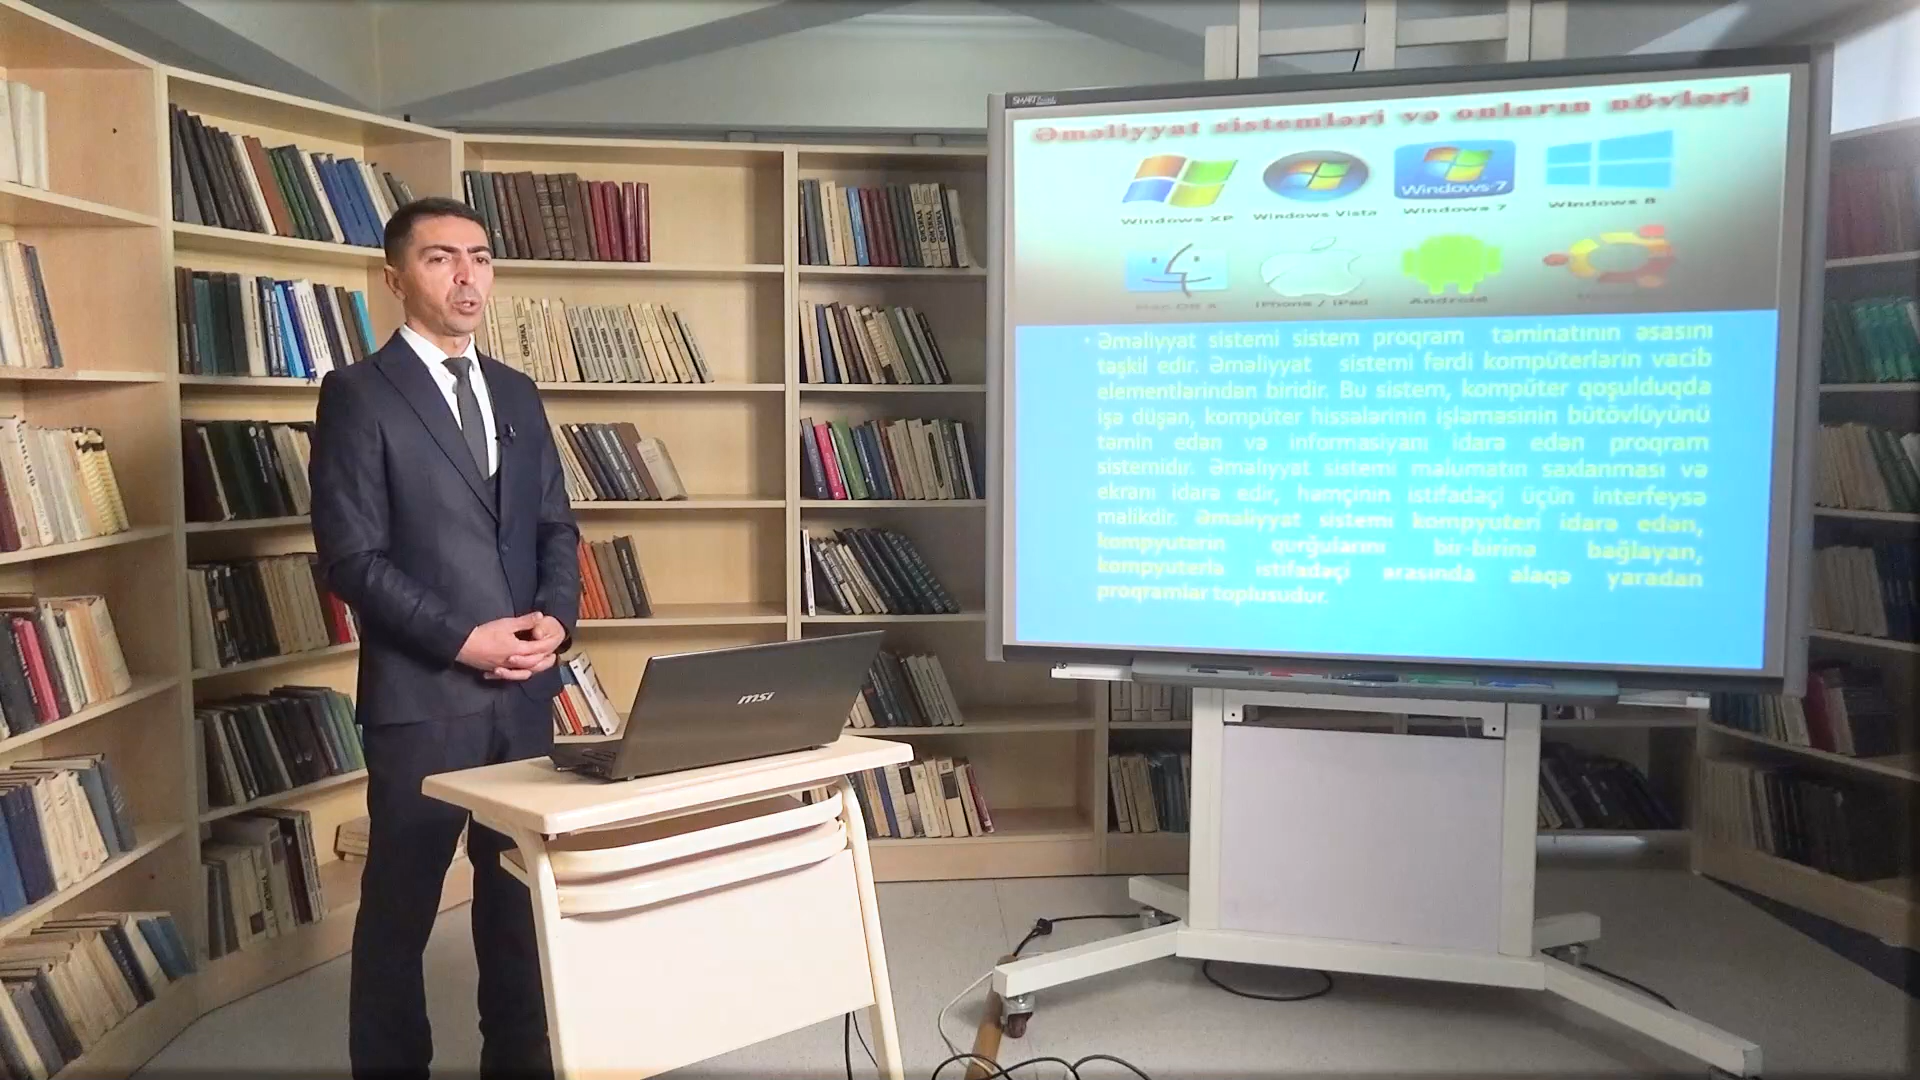 SMART
Əməliyyat sistemləri və onların növləri
Windows 7
Windows XP
Windows Vista
Windows 7
Windows 8
Mac OS X
iPhone / iPad
Android
• Əməliyyat sistemi sistem proqram təminatının əsasını
təşkil edir. Əməliyyat sistemi fərdi kompüterlərin vacib
elementlərindən biridir. Bu sistem, kompüter qoşulduqda
işə düşən, kompüter hissələrinin işləməsinin bütövlüyünü
təmin edən və informasiyanı idarə edən proqram
sistemidir. Əməliyyat sistemi məlumatın saxlanması və
ekranı idarə edir, həmçinin istifadəçi üçün interfeysə
malikdir. Əməliyyat sistemi kompyuteri idarə edən,
kompyuterin qurğularını bir-birinə bağlayan,
kompyuterlə istifadəçi arasında əlaqə yaradan
proqramlar toplusudur.
msi